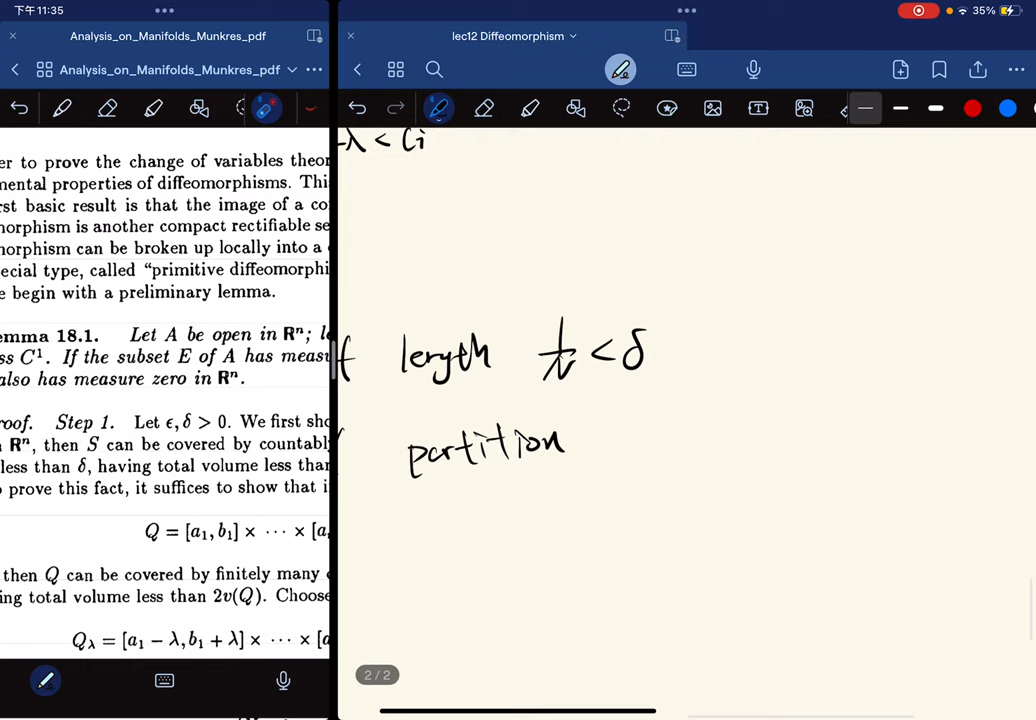 下午11:35
35%
Analysis_on_Manifolds_Munkres_pdf
lec12 Diffeomorphism
Analysis_on_Manifolds_Munkres_pdf
er to prove the change of variables theor
mental properties of diffeomorphisms. This
rst basic result is that the image of a co
morphism is another compact rectifiable se
morphism can be broken up locally into a
ecial type, called “primitive diffeomorphi
e begin with a preliminary lemma.
emma 18.1. Let A be open in Rⁿ; le
ss C¹. If the subset E of A has measu
also has measure zero in Rⁿ.
roof. Step 1. Let ϵ, δ > 0. We first sho
Rⁿ, then S can be covered by countabl
less than δ, having total volume less than
o prove this fact, it suffices to show that i
Q = [a₁, b₁] × ⋯ × [a
then Q can be covered by finitely many
ing total volume less than 2v(Q). Choose
Q_λ = [a₁ − λ, b₁ + λ] × ⋯ × [a
-λ < Ci
f length 1/N < δ
partition
2 / 2